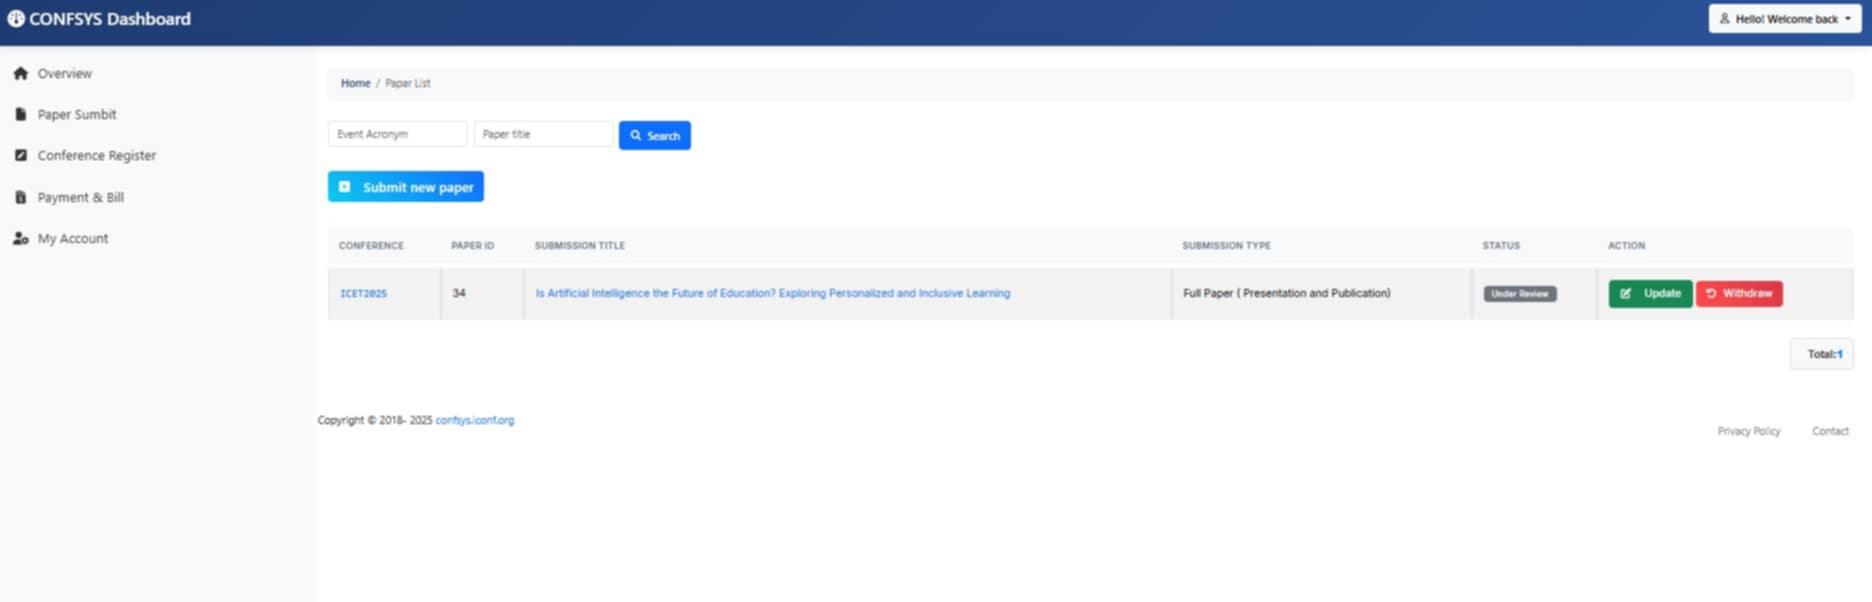 CONFSYS Dashboard
Hello! Welcome back
Overview
Paper Sumbit
Conference Register
Payment & Bill
My Account
Home / Papar List
Event Acronym Paper title Search
Submit new paper
CONFERENCE PAPER ID SUBMISSION TITLE SUBMISSION TYPE STATUS ACTION
ICET2025 34 Is Artificial Intelligence the Future of Education? Exploring Personalized and Inclusive Learning Full Paper ( Presentation and Publication) Under Review Update Withdraw
Total:1
Copyright © 2018- 2025 confsys.iconf.org
Privacy Policy Contact